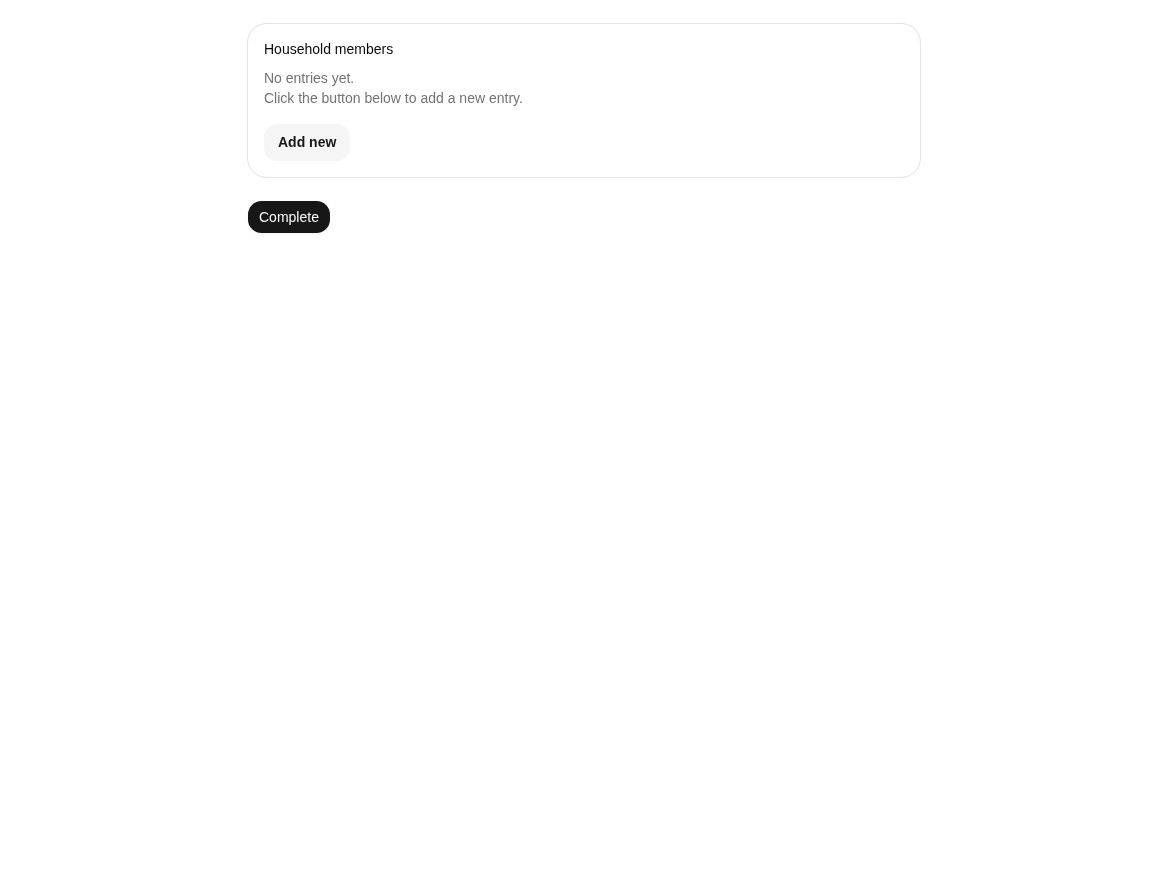 Household members
No entries yet.
Click the button below to add a new entry.
Add new
Complete